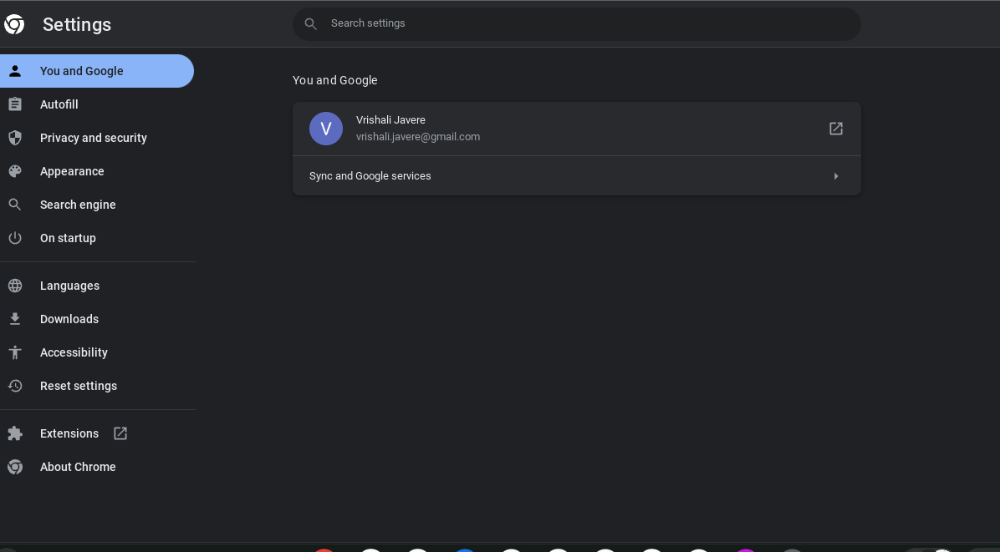 Settings
Search settings
You and Google
Autofill
Privacy and security
Appearance
Search engine
On startup
Languages
Downloads
Accessibility
Reset settings
Extensions
About Chrome
You and Google
V
Vrishali Javere
vrishali.javere@gmail.com
Sync and Google services